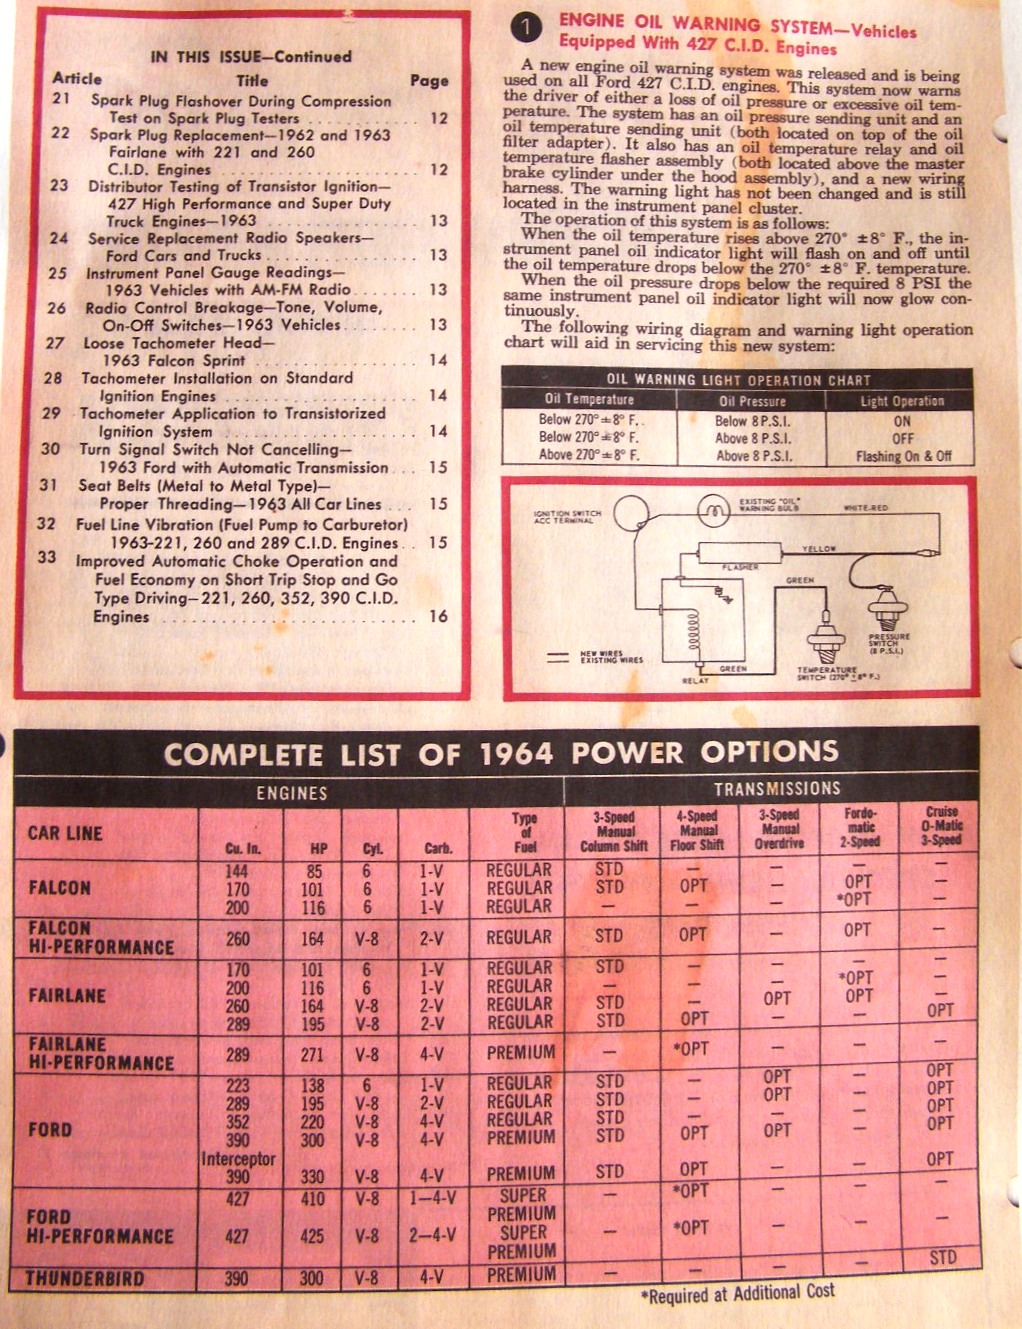 IN THIS ISSUE—Continued
Article Title Page
21 Spark Plug Flashover During Compression
Test on Spark Plug Testers . . . . . . . . . . . . 12
22 Spark Plug Replacement—1962 and 1963
Fairlane with 221 and 260
C.I.D. Engines . . . . . . . . . . . . . . . . . . . . 12
23 Distributor Testing of Transistor Ignition—
427 High Performance and Super Duty
Truck Engines—1963 . . . . . . . . . . . . . . . . 13
24 Service Replacement Radio Speakers—
Ford Cars and Trucks . . . . . . . . . . . . . . . 13
25 Instrument Panel Gauge Readings—
1963 Vehicles with AM-FM Radio . . . . . . . 13
26 Radio Control Breakage—Tone, Volume,
On-Off Switches—1963 Vehicles . . . . . . . . 13
27 Loose Tachometer Head—
1963 Falcon Sprint . . . . . . . . . . . . . . . . 14
28 Tachometer Installation on Standard
Ignition Engines . . . . . . . . . . . . . . . . . . 14
29 Tachometer Application to Transistorized
Ignition System . . . . . . . . . . . . . . . . . . 14
30 Turn Signal Switch Not Cancelling—
1963 Ford with Automatic Transmission . . . 15
31 Seat Belts (Metal to Metal Type)—
Proper Threading—1963 All Car Lines . . . 15
32 Fuel Line Vibration (Fuel Pump to Carburetor)
1963-221, 260 and 289 C.I.D. Engines . . 15
33 Improved Automatic Choke Operation and
Fuel Economy on Short Trip Stop and Go
Type Driving—221, 260, 352, 390 C.I.D.
Engines . . . . . . . . . . . . . . . . . . . . . . . . 16
1 ENGINE OIL WARNING SYSTEM—Vehicles
Equipped With 427 C.I.D. Engines
A new engine oil warning system was released and is being
used on all Ford 427 C.I.D. engines. This system now warns
the driver of either a loss of oil pressure or excessive oil tem-
perature. The system has an oil pressure sending unit and an
oil temperature sending unit (both located on top of the oil
filter adapter). It also has an oil temperature relay and oil
temperature flasher assembly (both located above the master
brake cylinder under the hood assembly), and a new wiring
harness. The warning light has not been changed and is still
located in the instrument panel cluster.
The operation of this system is as follows:
When the oil temperature rises above 270° ±8° F., the in-
strument panel oil indicator light will flash on and off until
the oil temperature drops below the 270° ±8° F. temperature.
When the oil pressure drops below the required 8 PSI the
same instrument panel oil indicator light will now glow con-
tinuously.
The following wiring diagram and warning light operation
chart will aid in servicing this new system:
OIL WARNING LIGHT OPERATION CHART
Oil Temperature Oil Pressure Light Operation
Below 270°±8° F. Below 8 P.S.I. ON
Below 270°±8° F. Above 8 P.S.I. OFF
Above 270°±8° F. Above 8 P.S.I. Flashing On & Off
IGNITION SWITCH
ACC TERMINAL
EXISTING "OIL"
WARNING BULB
WHITE-RED
YELLOW
FLASHER
GREEN
PRESSURE
SWITCH
(8 P.S.I.)
NEW WIRES
EXISTING WIRES
GREEN
RELAY
TEMPERATURE
SWITCH (270° ±8° F.)
COMPLETE LIST OF 1964 POWER OPTIONS
ENGINES TRANSMISSIONS
CAR LINE Cu. In. HP Cyl. Carb. Type of Fuel 3-Speed Manual Column Shift 4-Speed Manual Floor Shift 3-Speed Manual Overdrive Fordo-matic 2-Speed Cruise O-Matic 3-Speed
FALCON
144 85 6 1-V REGULAR STD — — — —
170 101 6 1-V REGULAR STD OPT — OPT —
200 116 6 1-V REGULAR — — — *OPT —
FALCON
HI-PERFORMANCE
260 164 V-8 2-V REGULAR STD OPT — OPT —
FAIRLANE
170 101 6 1-V REGULAR STD — — — —
200 116 6 1-V REGULAR — — — *OPT —
260 164 V-8 2-V REGULAR STD — OPT OPT —
289 195 V-8 2-V REGULAR STD OPT — — OPT
FAIRLANE
HI-PERFORMANCE
289 271 V-8 4-V PREMIUM — *OPT — — —
FORD
223 138 6 1-V REGULAR STD — OPT — OPT
289 195 V-8 2-V REGULAR STD — OPT — OPT
352 220 V-8 4-V REGULAR STD — — — OPT
390 300 V-8 4-V PREMIUM STD OPT OPT — OPT
Interceptor
390 330 V-8 4-V PREMIUM STD OPT — — OPT
FORD
HI-PERFORMANCE
427 410 V-8 1—4-V SUPER PREMIUM — *OPT — — —
427 425 V-8 2—4-V SUPER PREMIUM — *OPT — — —
THUNDERBIRD 390 300 V-8 4-V PREMIUM — — — — STD
*Required at Additional Cost